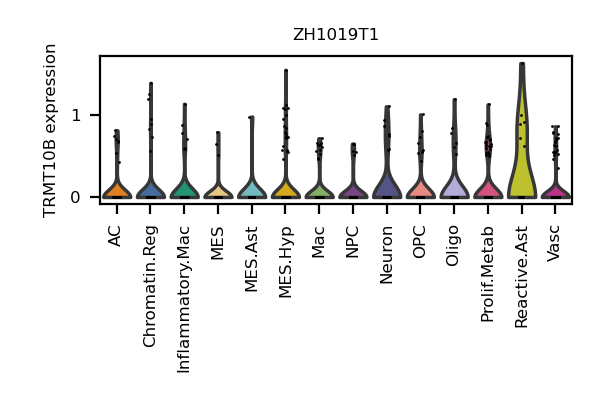 ZH1019T1
TRMT10B expression
1
0
AC
Chromatin.Reg
Inflammatory.Mac
MES
MES.Ast
MES.Hyp
Mac
NPC
Neuron
OPC
Oligo
Prolif.Metab
Reactive.Ast
Vasc